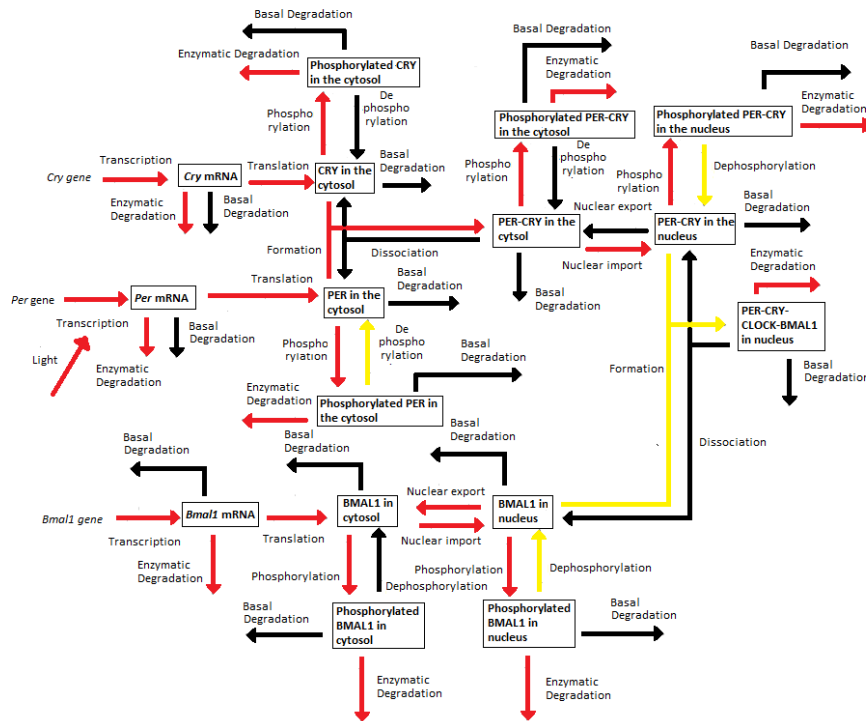 Basal Degradation
Basal Degradation
Basal Degradation
Enzymatic Degradation
Phosphorylated CRY
in the cytosol
Enzymatic
Degradation
Enzymatic
Degradation
Phospho
rylation
De
phospho
rylation
Phosphorylated PER-CRY
in the cytosol
Phosphorylated PER-CRY
in the nucleus
Phospho
rylation
De
phospho
rylation
Phospho
rylation
Dephosphorylation
Cry gene
Transcription
Cry mRNA
Translation
CRY in the
cytosol
Basal
Degradation
Enzymatic
Degradation
Basal
Degradation
Nuclear export
PER-CRY in the
cytsol
PER-CRY in the
nucleus
Basal
Degradation
Formation
Dissociation
Nuclear import
Enzymatic
Degradation
Per gene
Per mRNA
Translation
PER in the
cytosol
Basal
Degradation
Basal
Degradation
PER-CRY-
CLOCK-BMAL1
in nucleus
Transcription
Light
Basal
Degradation
Enzymatic
Degradation
Phospho
rylation
De
phospho
rylation
Basal
Degradation
Formation
Basal
Degradation
Enzymatic
Degradation
Phosphorylated PER in
the cytosol
Basal
Degradation
Basal
Degradation
Basal
Degradation
Dissociation
Bmal1 gene
Transcription
Bmal1 mRNA
Translation
BMAL1 in
cytosol
Nuclear export
Nuclear import
BMAL1 in
nucleus
Enzymatic
Degradation
Phosphorylation
Dephosphorylation
Phosphorylation
Dephosphorylation
Basal
Degradation
Phosphorylated
BMAL1 in
cytosol
Phosphorylated
BMAL1 in
nucleus
Basal
Degradation
Enzymatic
Degradation
Enzymatic
Degradation